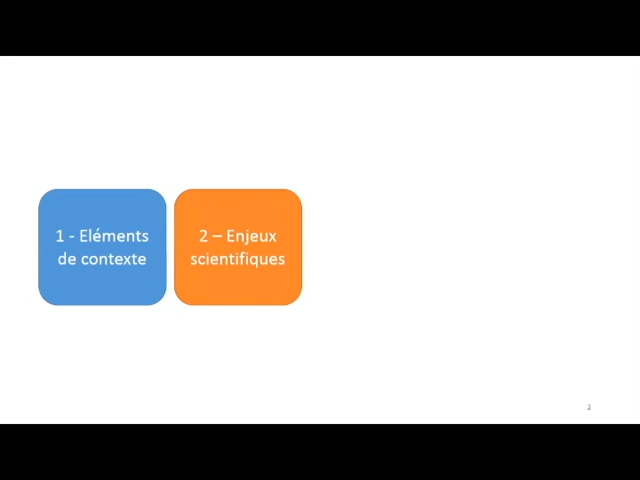 1 - Eléments
de contexte
2 – Enjeux
scientifiques
2